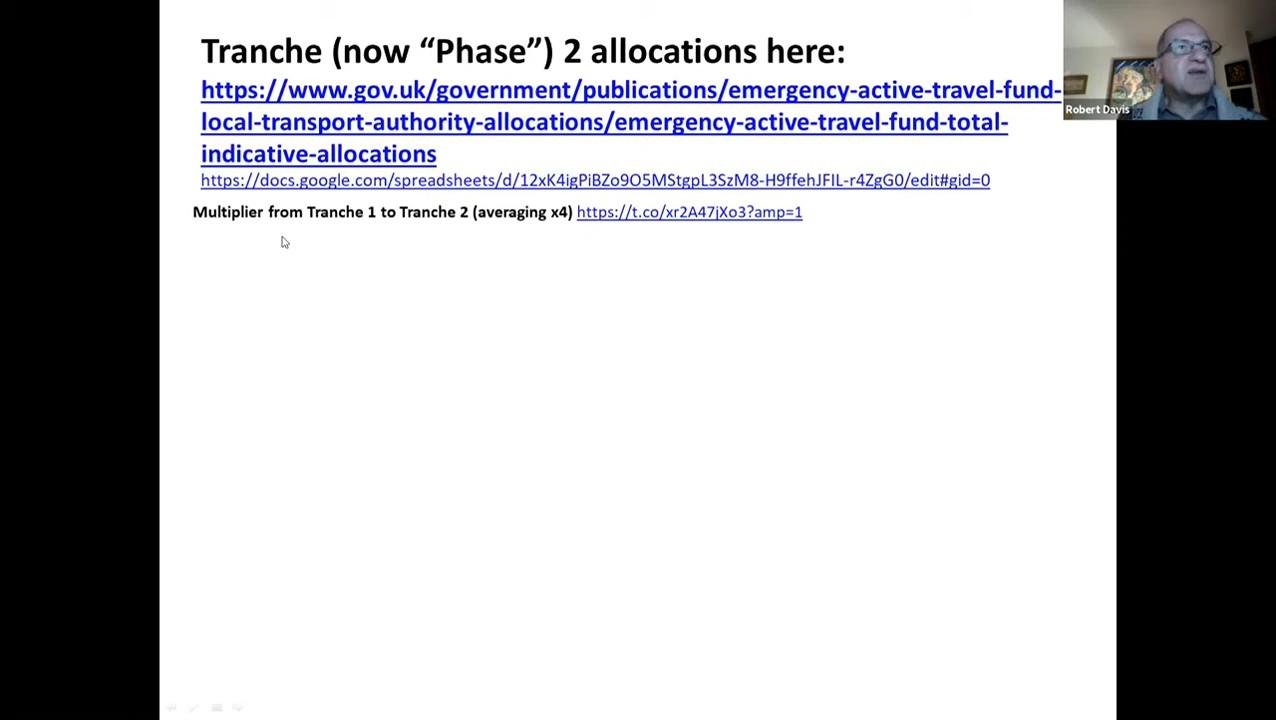 Tranche (now “Phase”) 2 allocations here:
https://www.gov.uk/government/publications/emergency-active-travel-fund-
local-transport-authority-allocations/emergency-active-travel-fund-total-
indicative-allocations
https://docs.google.com/spreadsheets/d/12xK4igPiBZo9O5MStgpL3SzM8-H9ffehJFIL-r4ZgG0/edit#gid=0
Multiplier from Tranche 1 to Tranche 2 (averaging x4) https://t.co/xr2A47jXo3?amp=1
Robert Davis